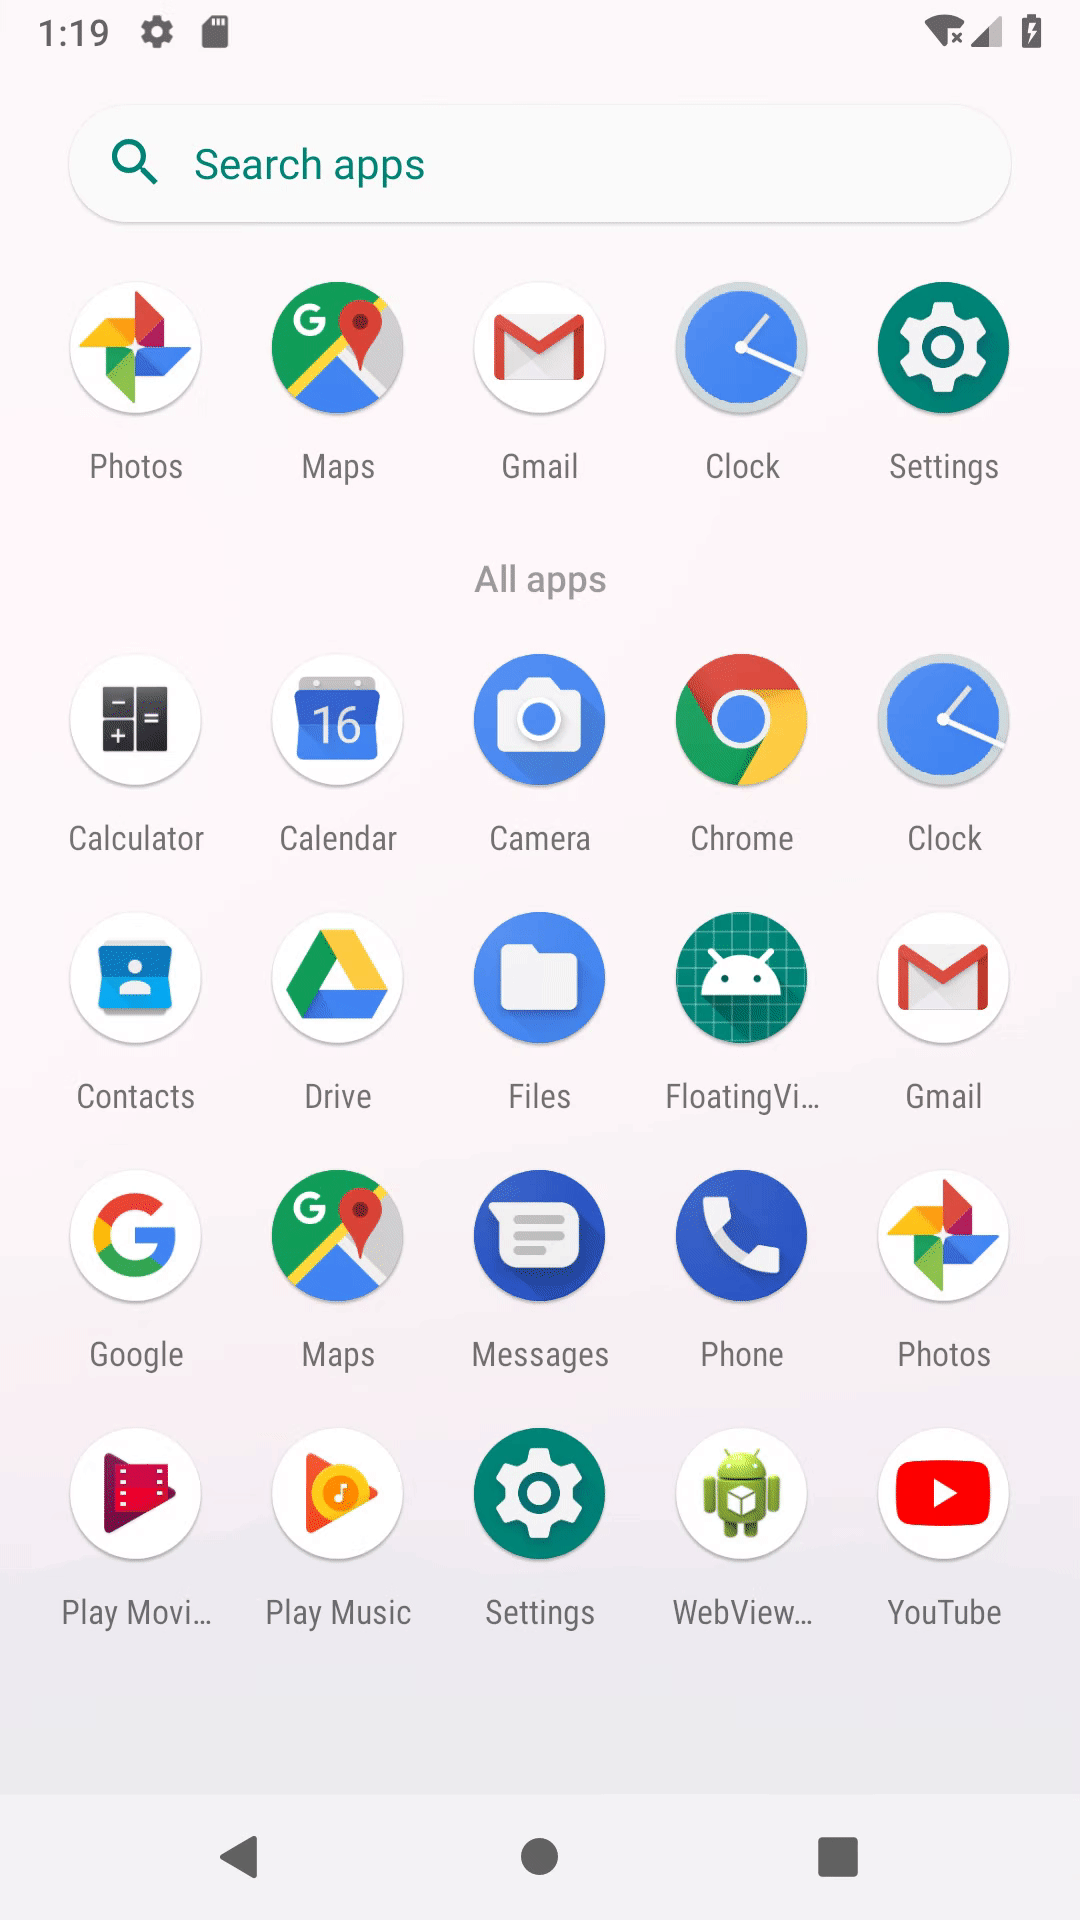 1:19
Search apps
Photos Maps Gmail Clock Settings
All apps
16
Calculator Calendar Camera Chrome Clock
Contacts Drive Files FloatingVi… Gmail
Google Maps Messages Phone Photos
Play Movi… Play Music Settings WebView… YouTube